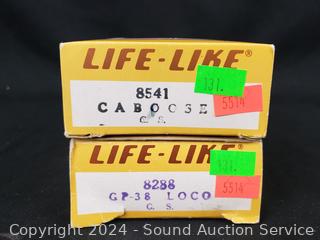 LIFE-LIKE®
8541
131.
CABOOSE
5514
C. S.
LIFE-LIKE®
8288
131.
GP-38 LOCO
5514
C. S.
Copyright 2024 - Sound Auction Service